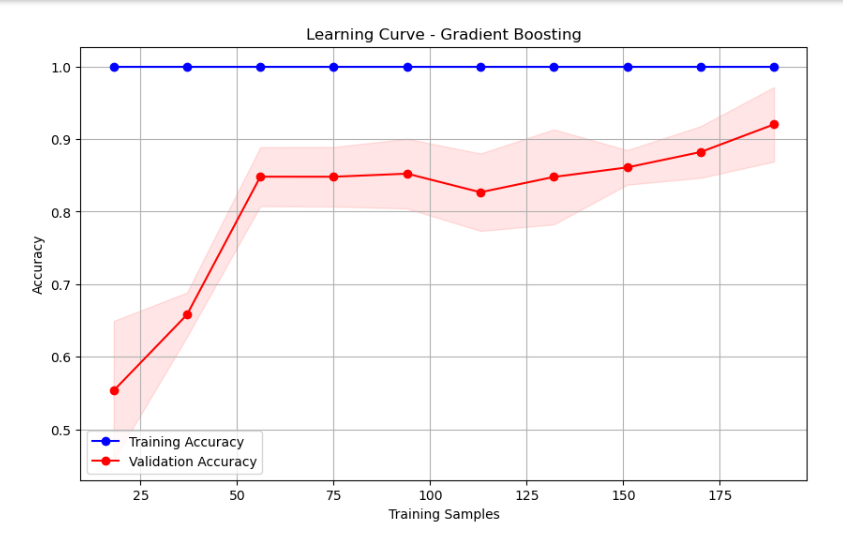 Learning Curve - Gradient Boosting
1.0
0.9
0.8
0.7
0.6
0.5
Accuracy
Training Accuracy
Validation Accuracy
25 50 75 100 125 150 175
Training Samples